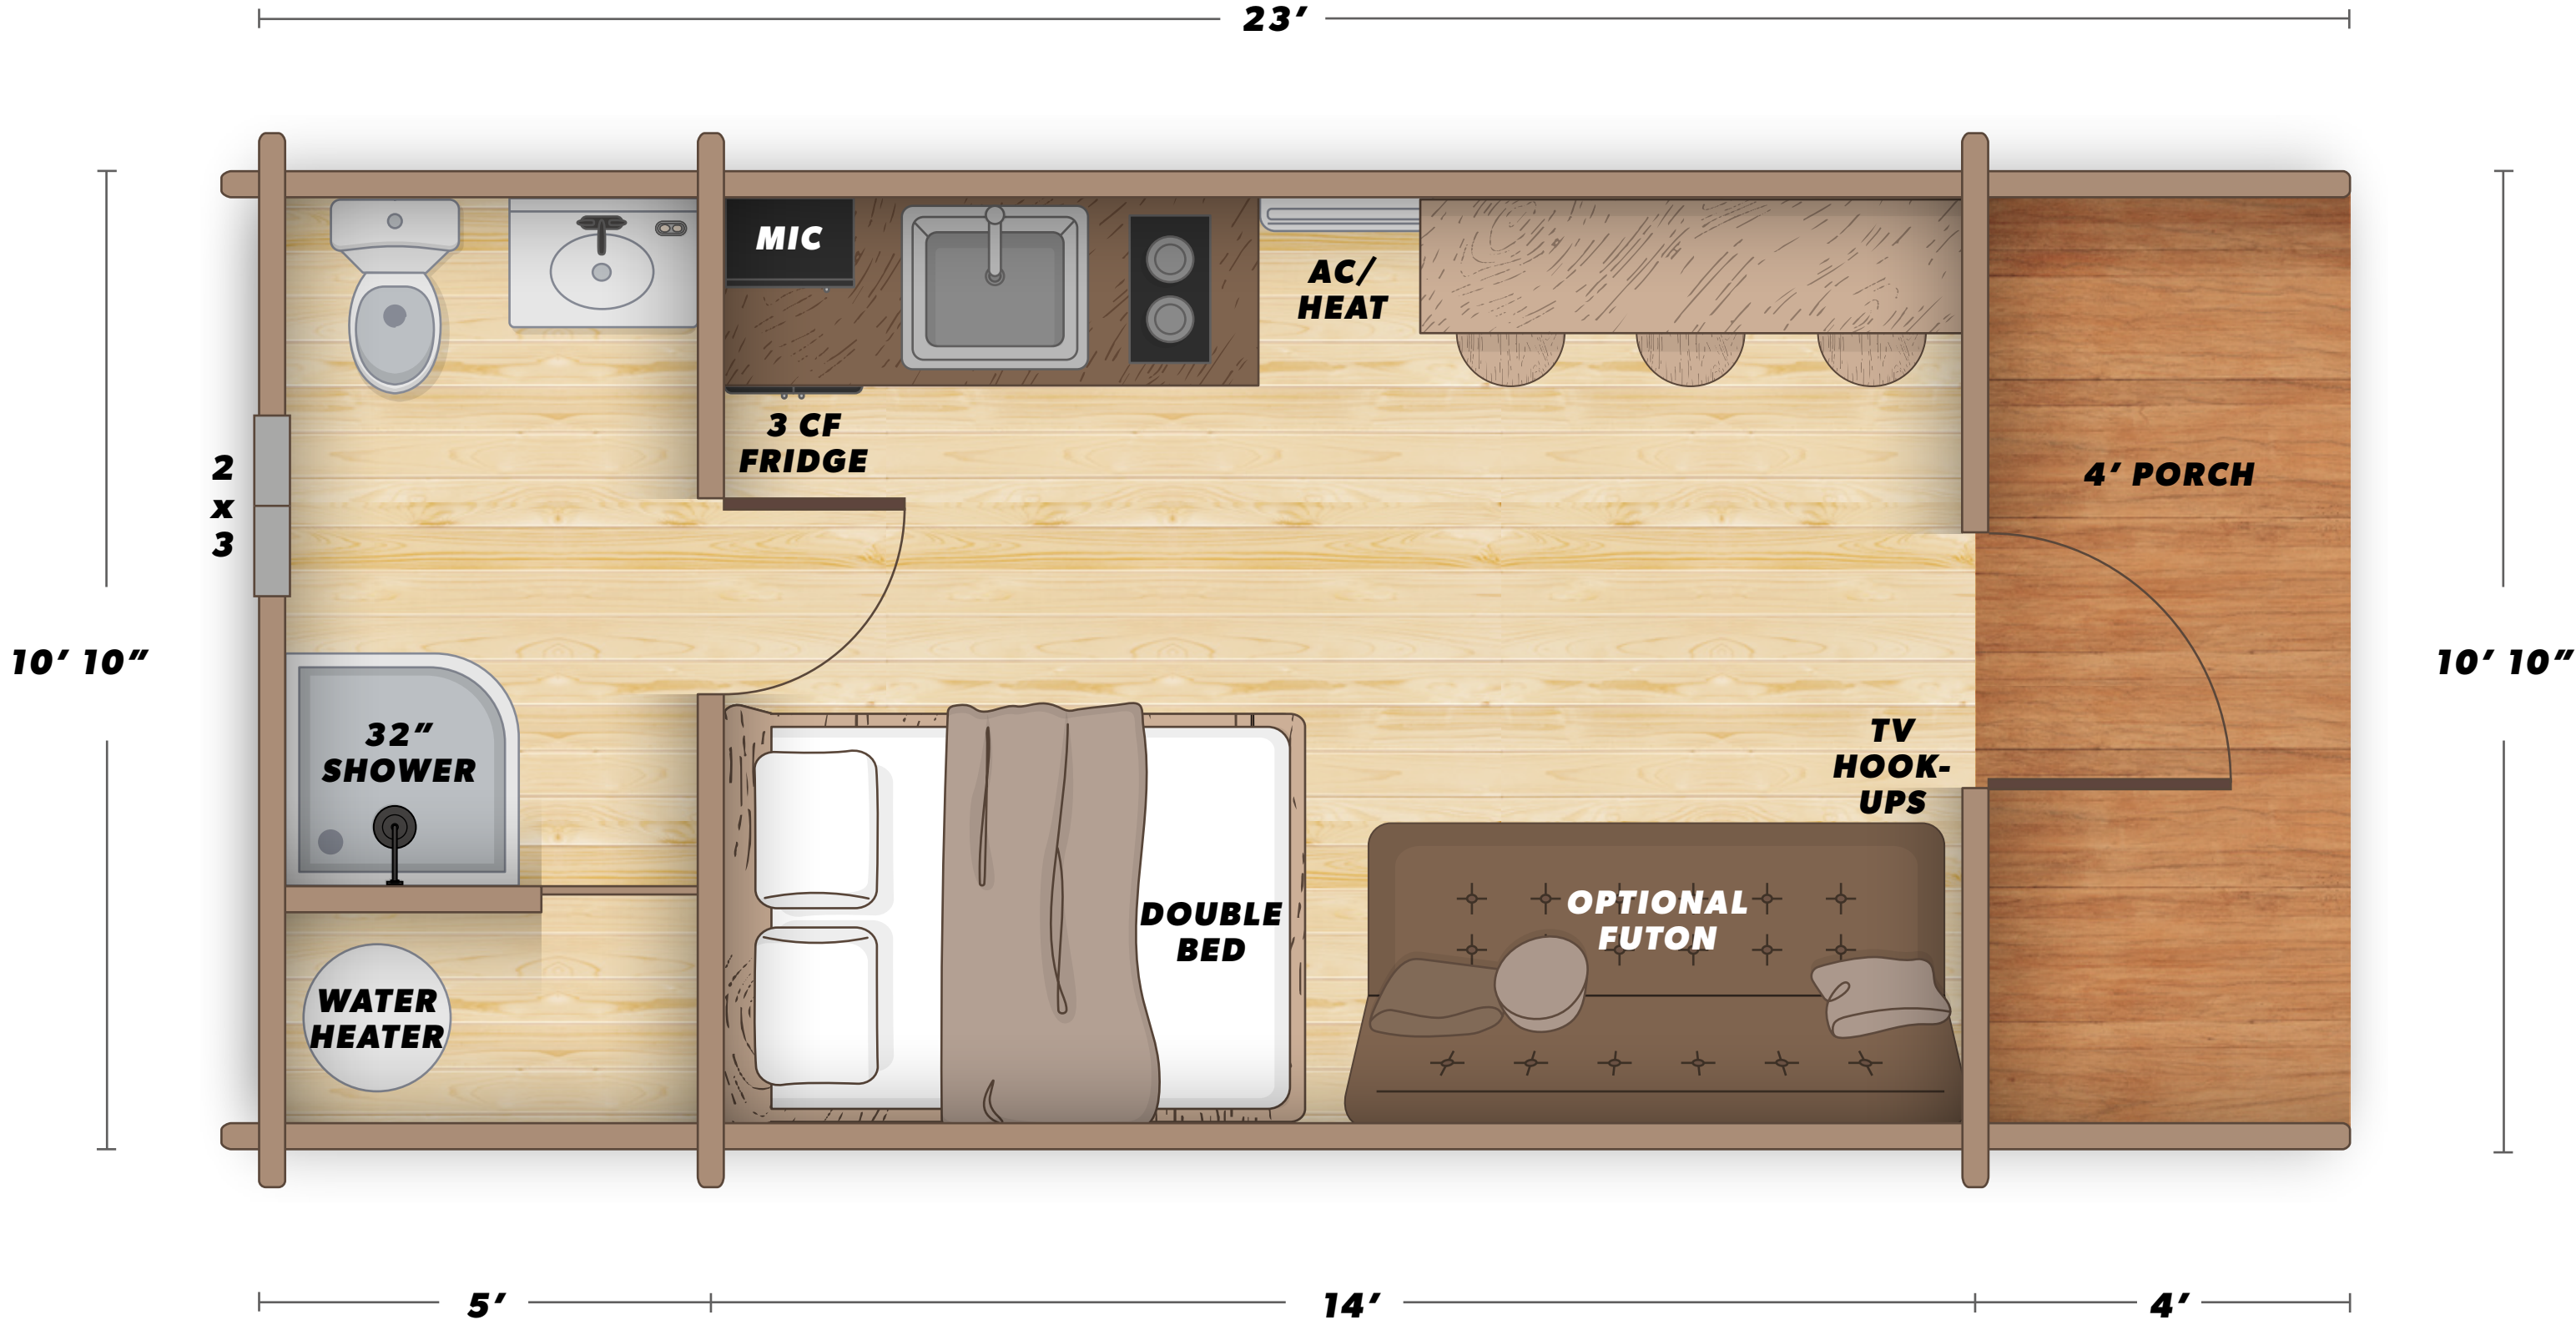 23′
MIC
AC/
HEAT
3 CF
FRIDGE
2
x
3
4′ PORCH
10′ 10″
10′ 10″
32″
SHOWER
TV
HOOK-
UPS
DOUBLE
BED
OPTIONAL
FUTON
WATER
HEATER
5′
14′
4′